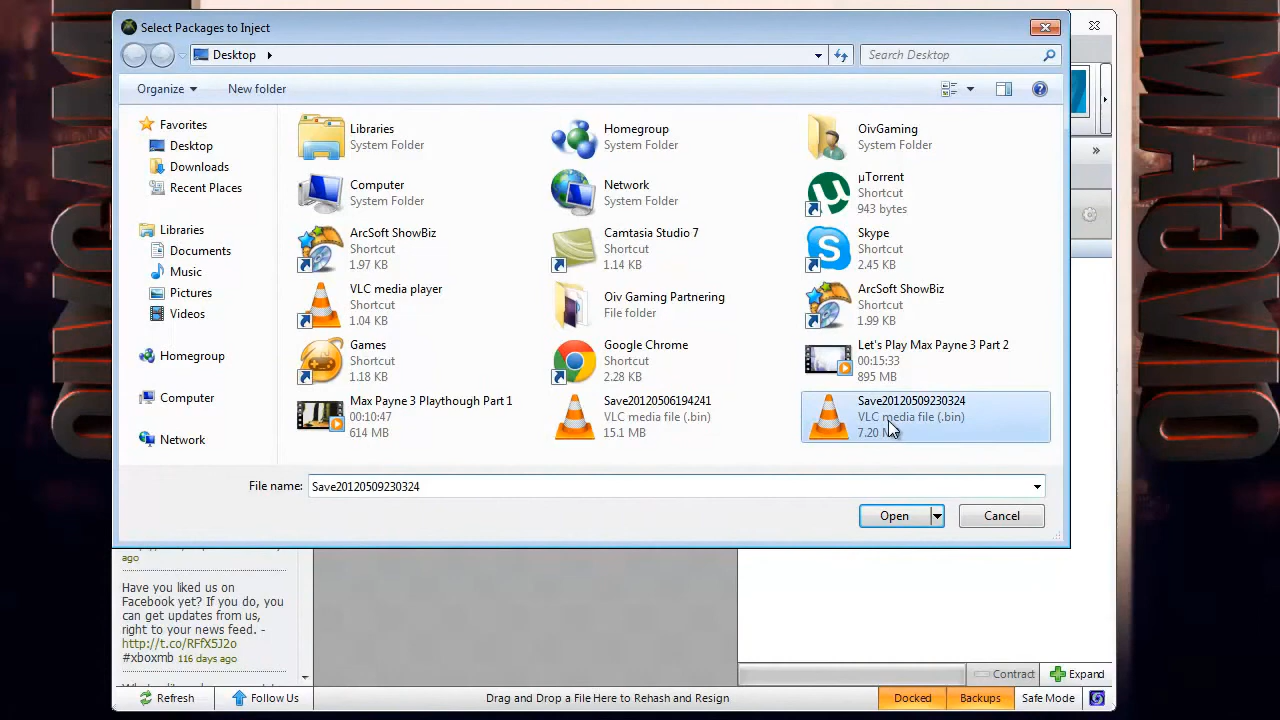 Select Packages to Inject
Desktop
Search Desktop
Organize
New folder
Favorites
Desktop
Downloads
Recent Places
Libraries
Documents
Music
Pictures
Videos
Homegroup
Computer
Network
Libraries
System Folder
Homegroup
System Folder
OivGaming
System Folder
Computer
System Folder
Network
System Folder
µTorrent
Shortcut
943 bytes
ArcSoft ShowBiz
Shortcut
1.97 KB
Camtasia Studio 7
Shortcut
1.14 KB
Skype
Shortcut
2.45 KB
VLC media player
Shortcut
1.04 KB
Oiv Gaming Partnering
File folder
ArcSoft ShowBiz
Shortcut
1.99 KB
Games
Shortcut
1.18 KB
Google Chrome
Shortcut
2.28 KB
Let's Play Max Payne 3 Part 2
00:15:33
895 MB
Max Payne 3 Playthough Part 1
00:10:47
614 MB
Save20120506194241
VLC media file (.bin)
15.1 MB
Save20120509230324
VLC media file (.bin)
7.20
File name:
Save20120509230324
Open
Cancel
ago
Have you liked us on
Facebook yet? If you do, you
can get updates from us,
right to your news feed. -
http://t.co/RFfX5J2o
#xboxmb 116 days ago
Contract
Expand
Refresh
Follow Us
Drag and Drop a File Here to Rehash and Resign
Docked
Backups
Safe Mode